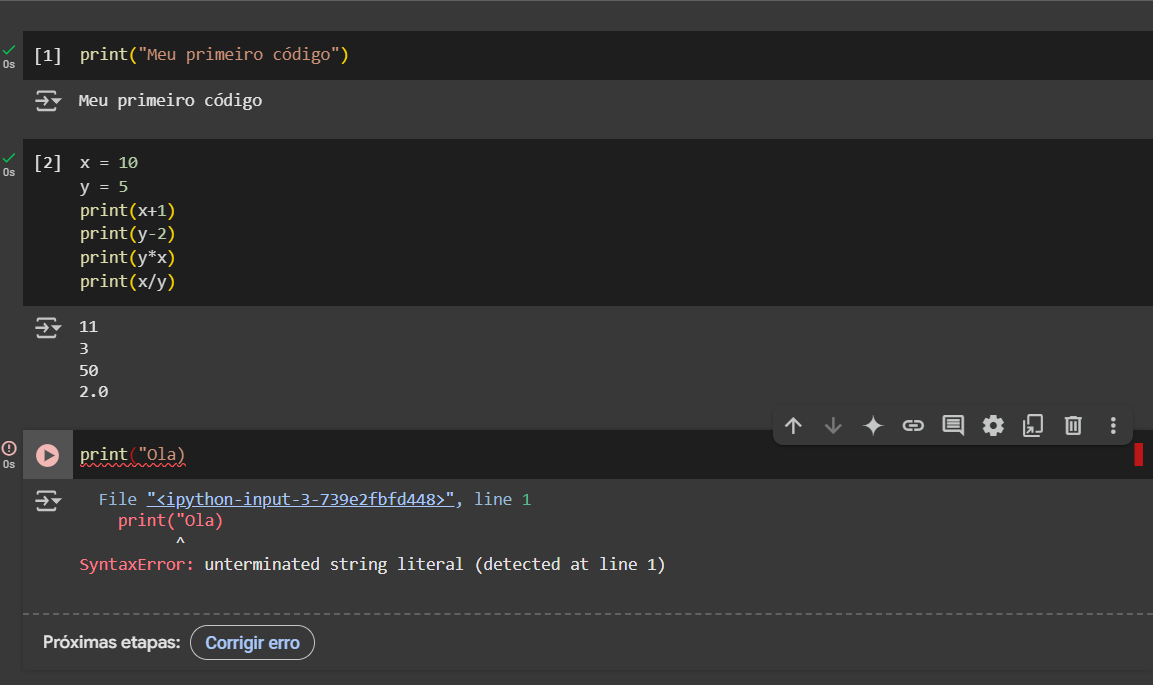 [1] print("Meu primeiro código")
0s
Meu primeiro código
[2] x = 10
0s
y = 5
print(x+1)
print(y-2)
print(y*x)
print(x/y)
11
3
50
2.0
print("Ola)
0s
File "<ipython-input-3-739e2fbfd448>", line 1
print("Ola)
^
SyntaxError: unterminated string literal (detected at line 1)
Próximas etapas: Corrigir erro